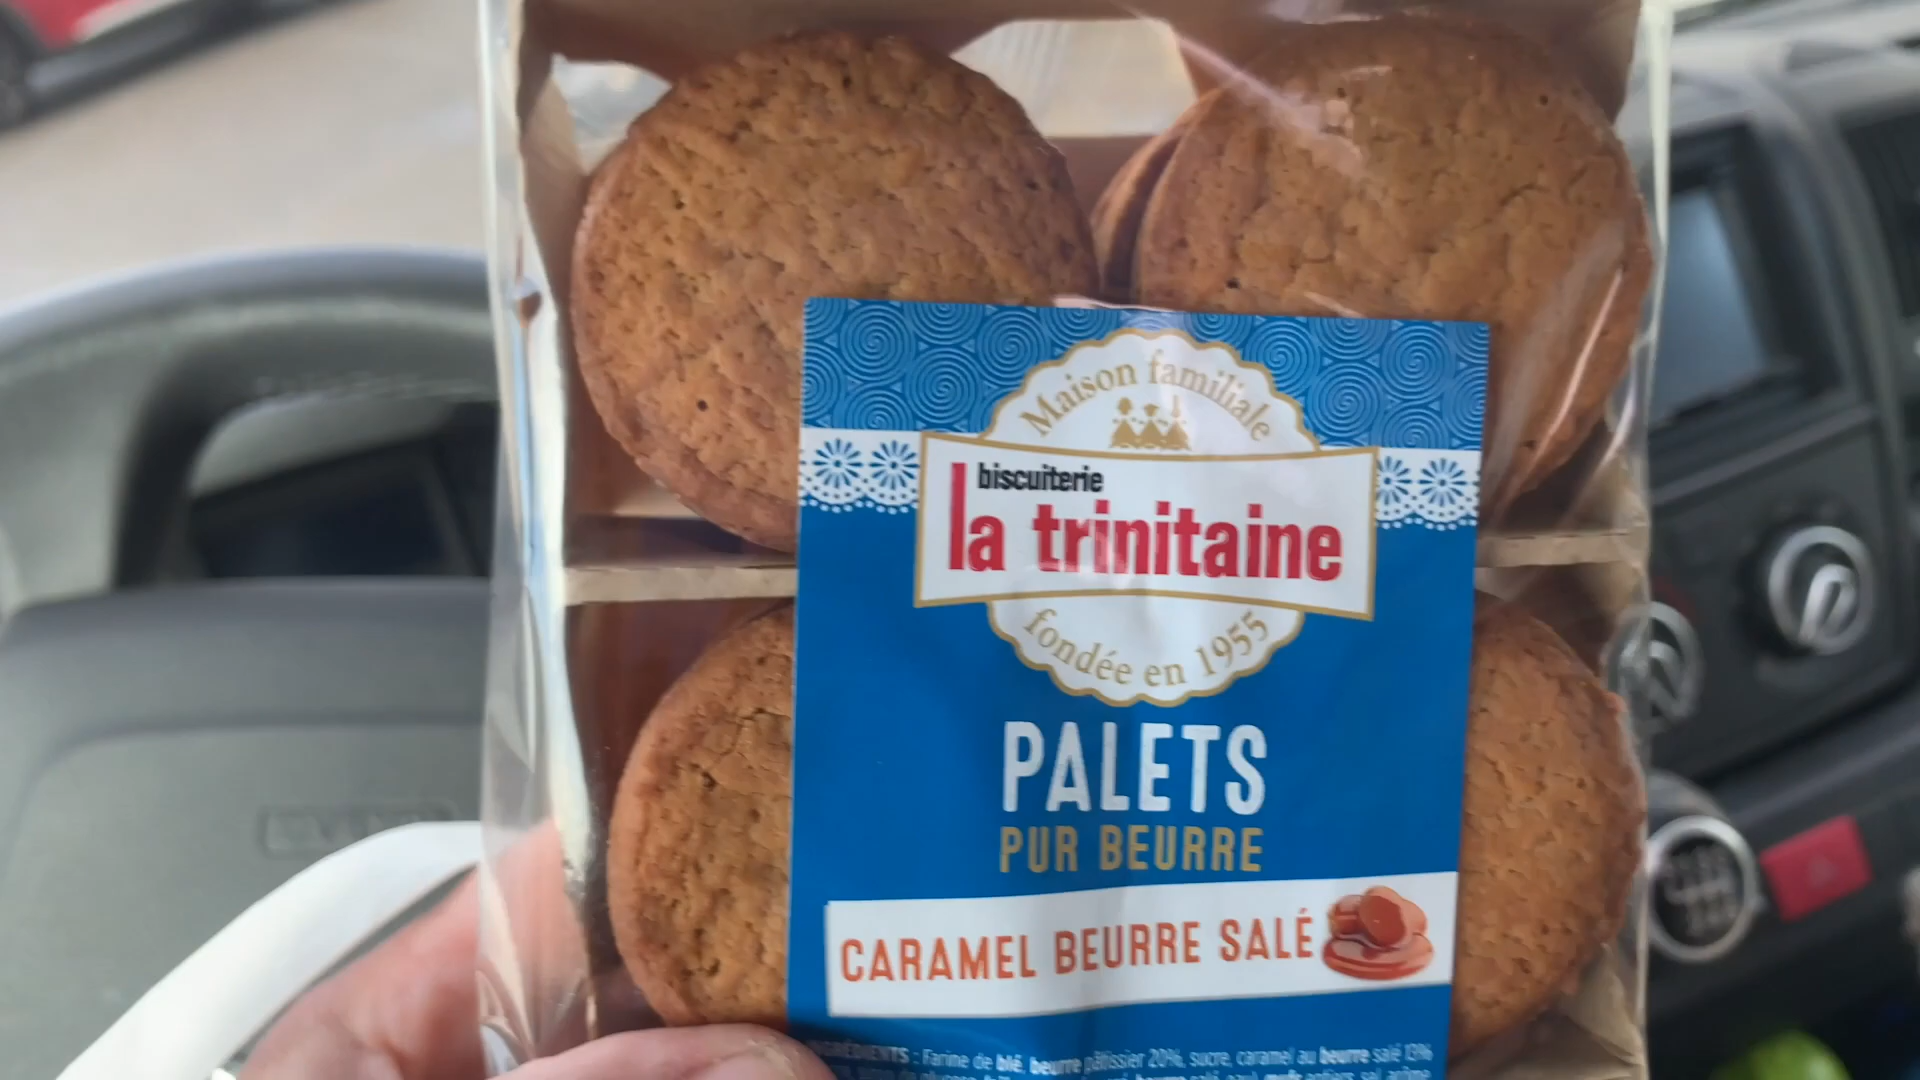 Maison familiale
biscuiterie
la trinitaine
fondée en 1955
PALETS
PUR BEURRE
CARAMEL BEURRE SALÉ
INGRÉDIENTS : Farine de blé, beurre pâtissier 20%, sucre, caramel au beurre salé 13%